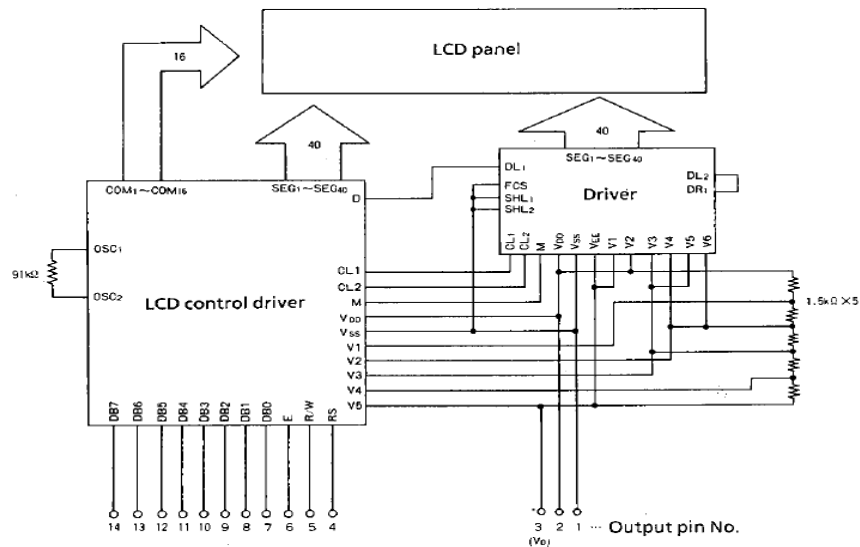 LCD panel
16
40
40
COM1~COM16
SEG1~SEG40
D
SEG1~SEG40
Driver
DL1
FCS
SHL1
SHL2
DL2
DR1
CL1
CL2
M
VDD
VSS
VEE
V1
V2
V3
V4
V5
V6
OSC1
91kΩ
OSC2
LCD control driver
CL1
CL2
M
VDD
VSS
V1
V2
V3
V4
V5
1.5kΩ×5
DB7
DB6
DB5
DB4
DB3
DB2
DB1
DB0
E
R/W
RS
14 13 12 11 10 9 8 7 6 5 4
3 2 1 ··· Output pin No.
(V0)